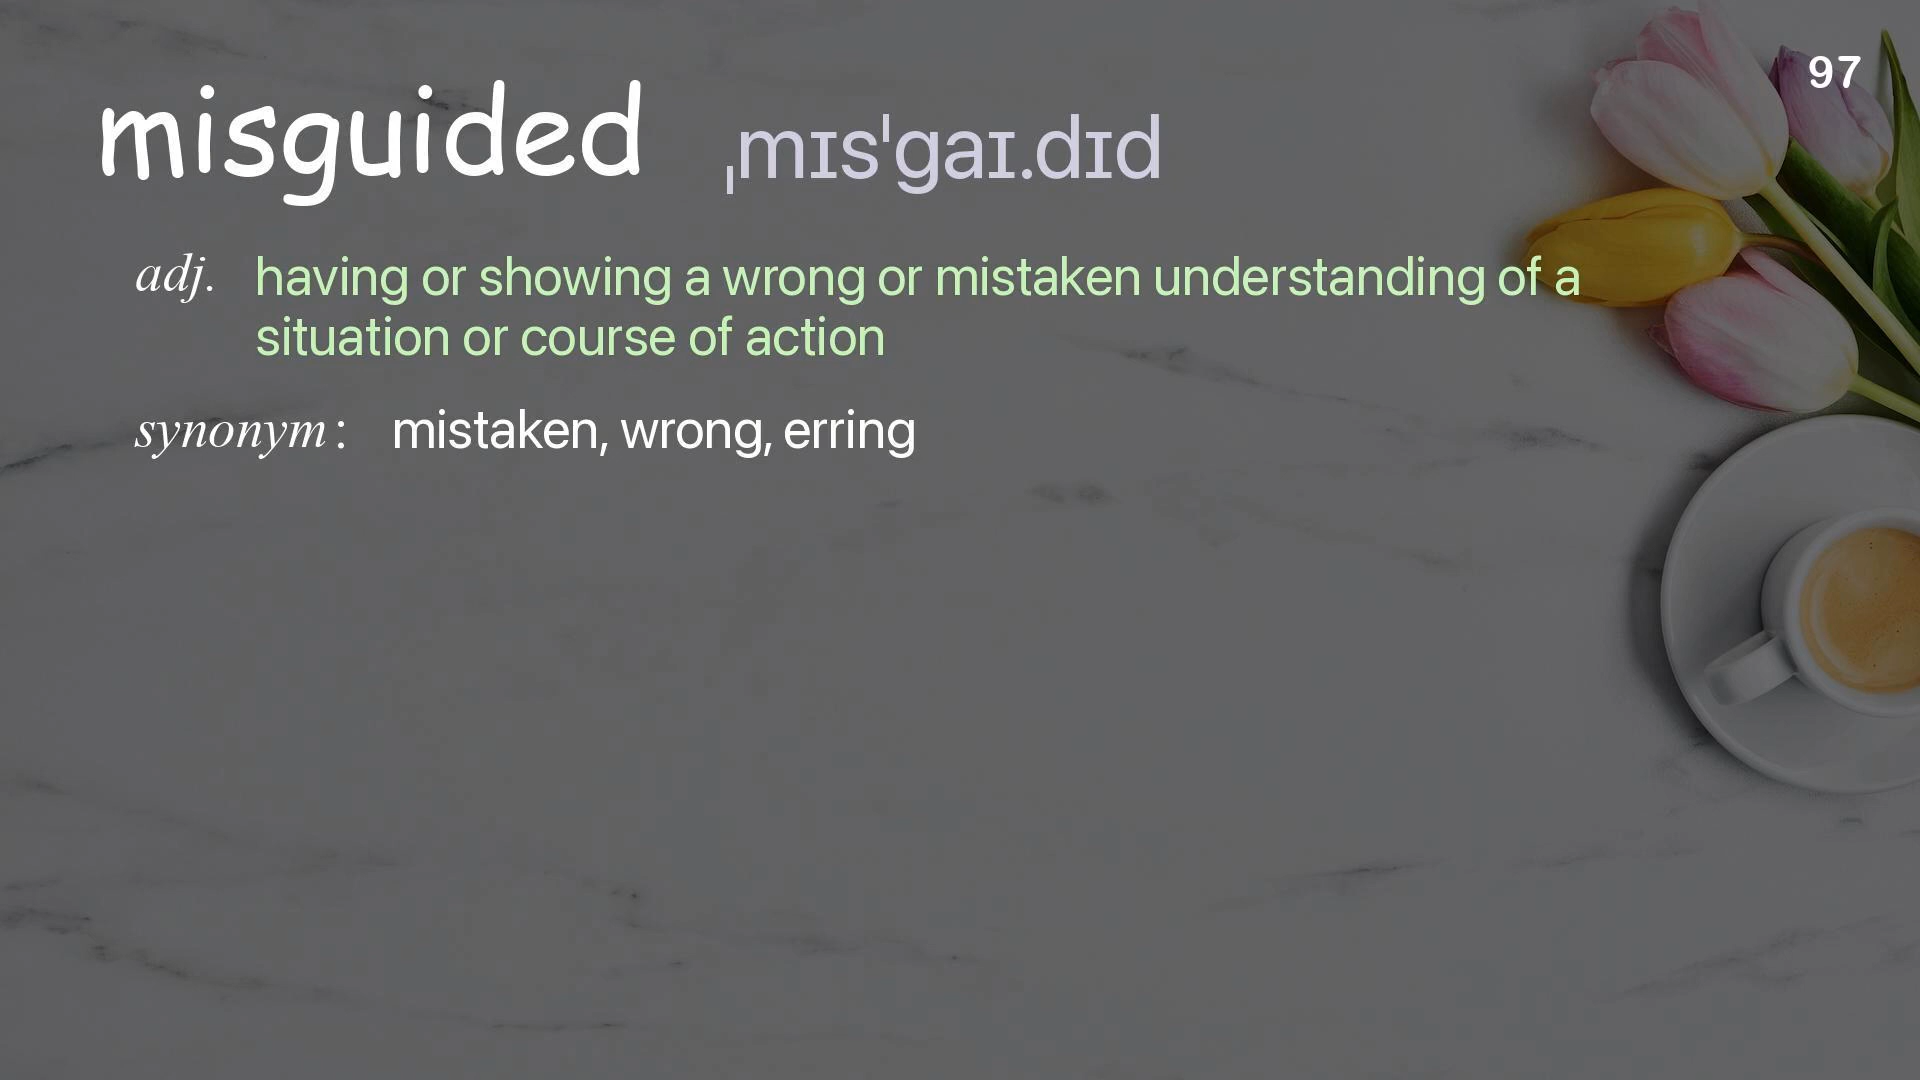 97
misguided ˌmɪsˈgaɪ.dɪd
adj. having or showing a wrong or mistaken understanding of a
situation or course of action
synonym: mistaken, wrong, erring